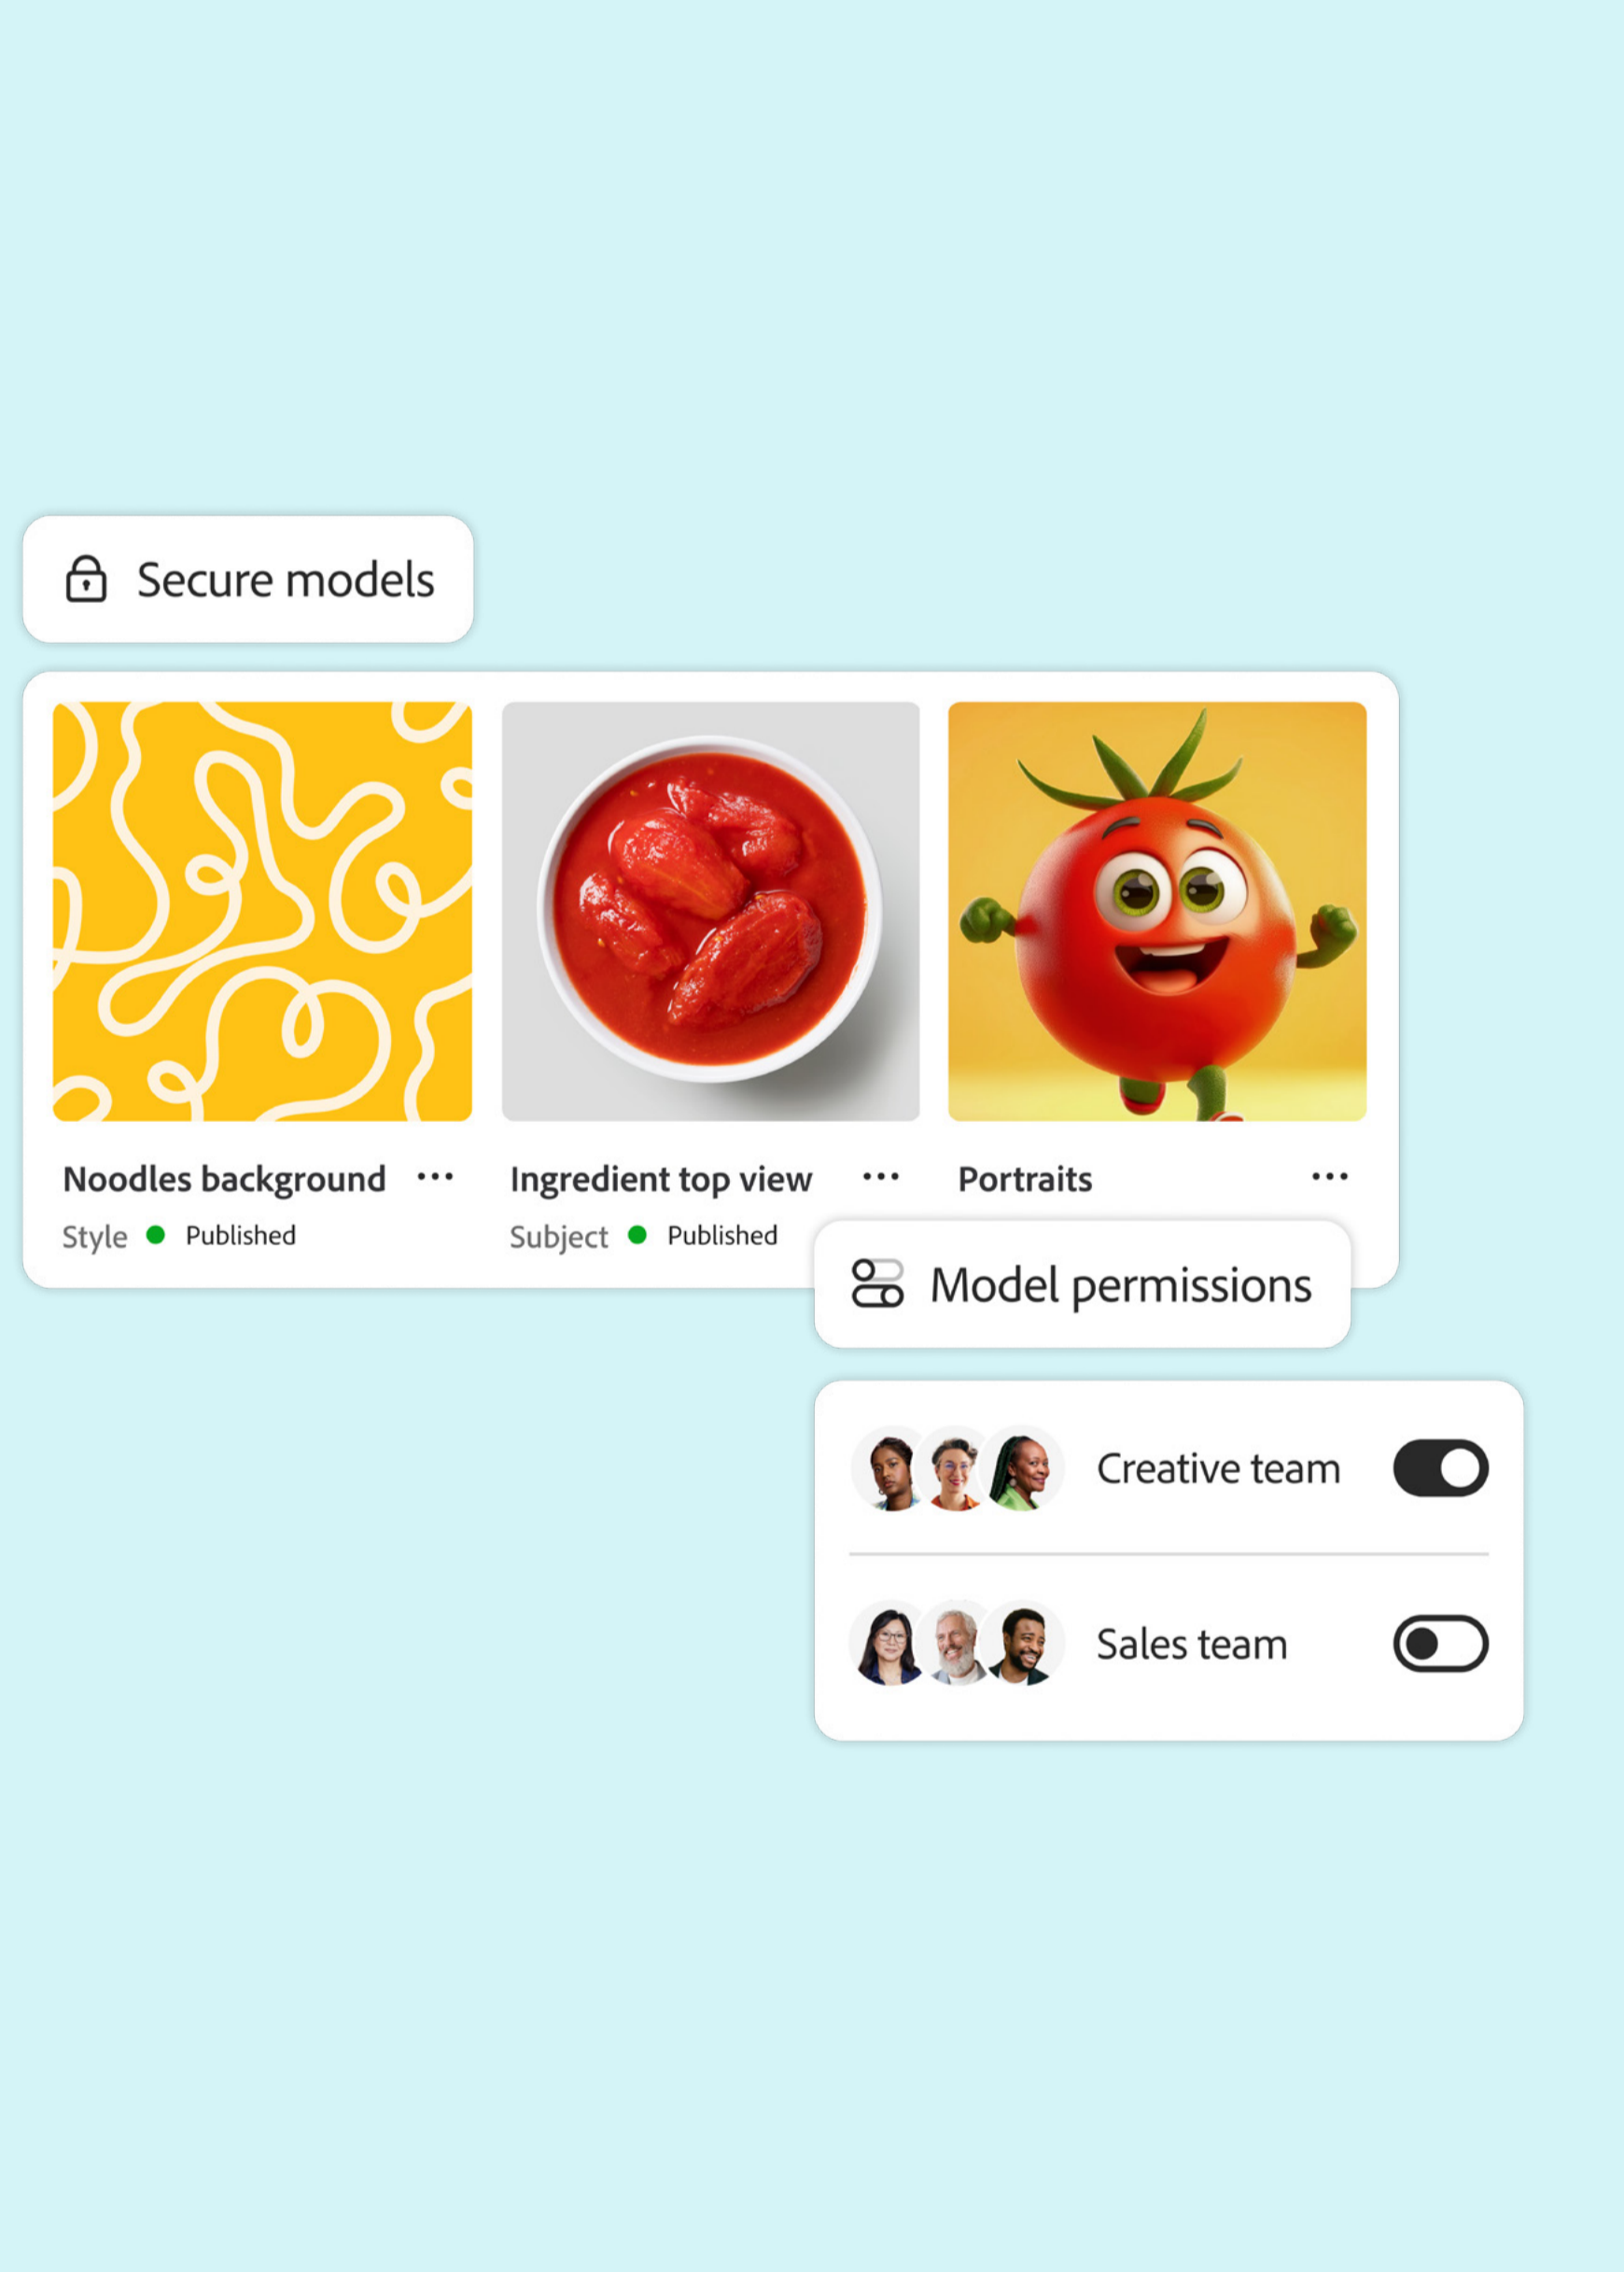 Secure models
Noodles background
Style Published
Ingredient top view
Subject Published
Portraits
Model permissions
Creative team
Sales team